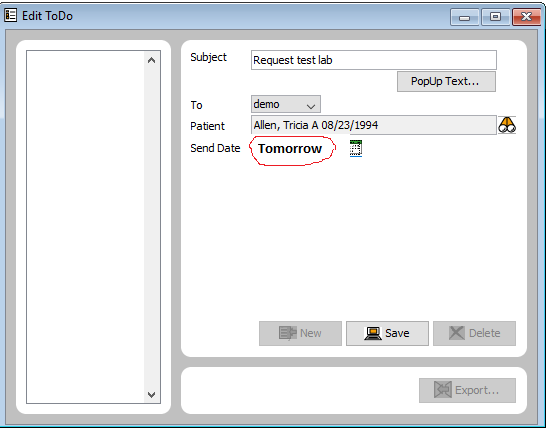 Edit ToDo
Subject Request test lab
PopUp Text...
To demo
Patient Allen, Tricia A 08/23/1994
Send Date Tomorrow
New Save Delete
Export...